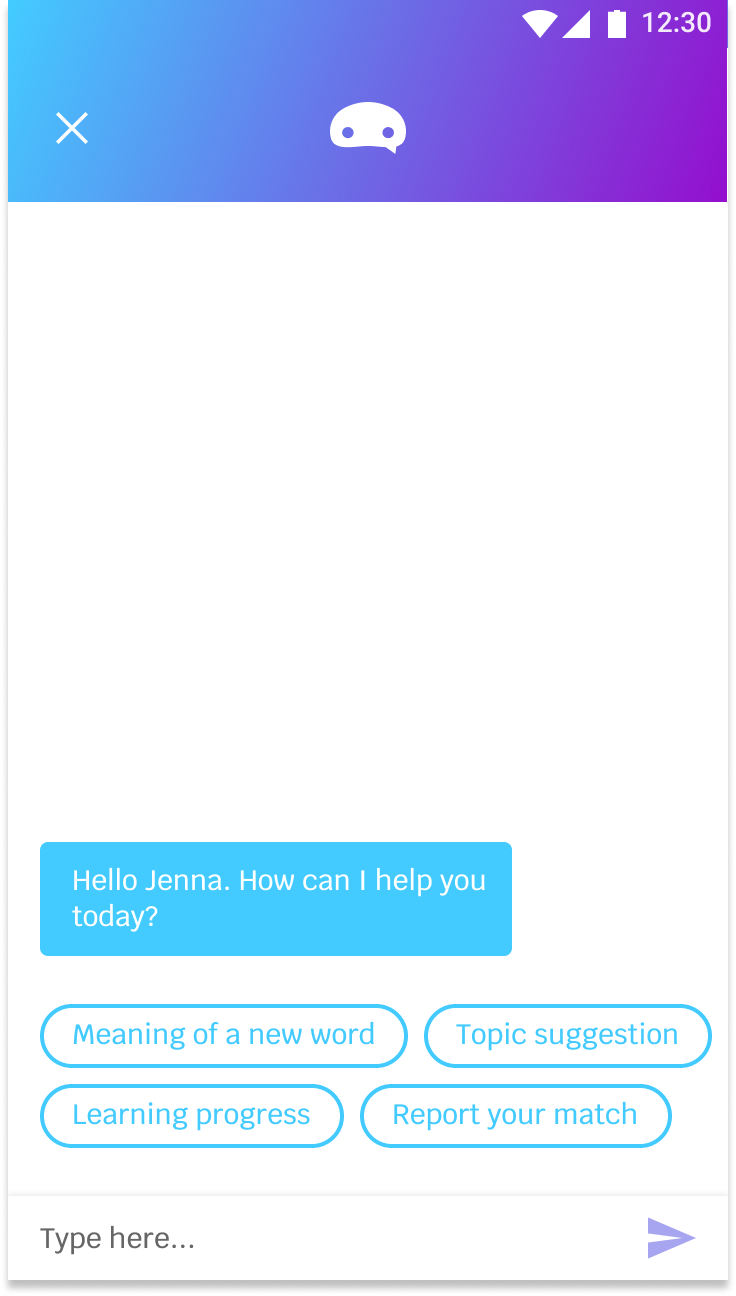 12:30
Hello Jenna. How can I help you
today?
Meaning of a new word
Topic suggestion
Learning progress
Report your match
Type here...